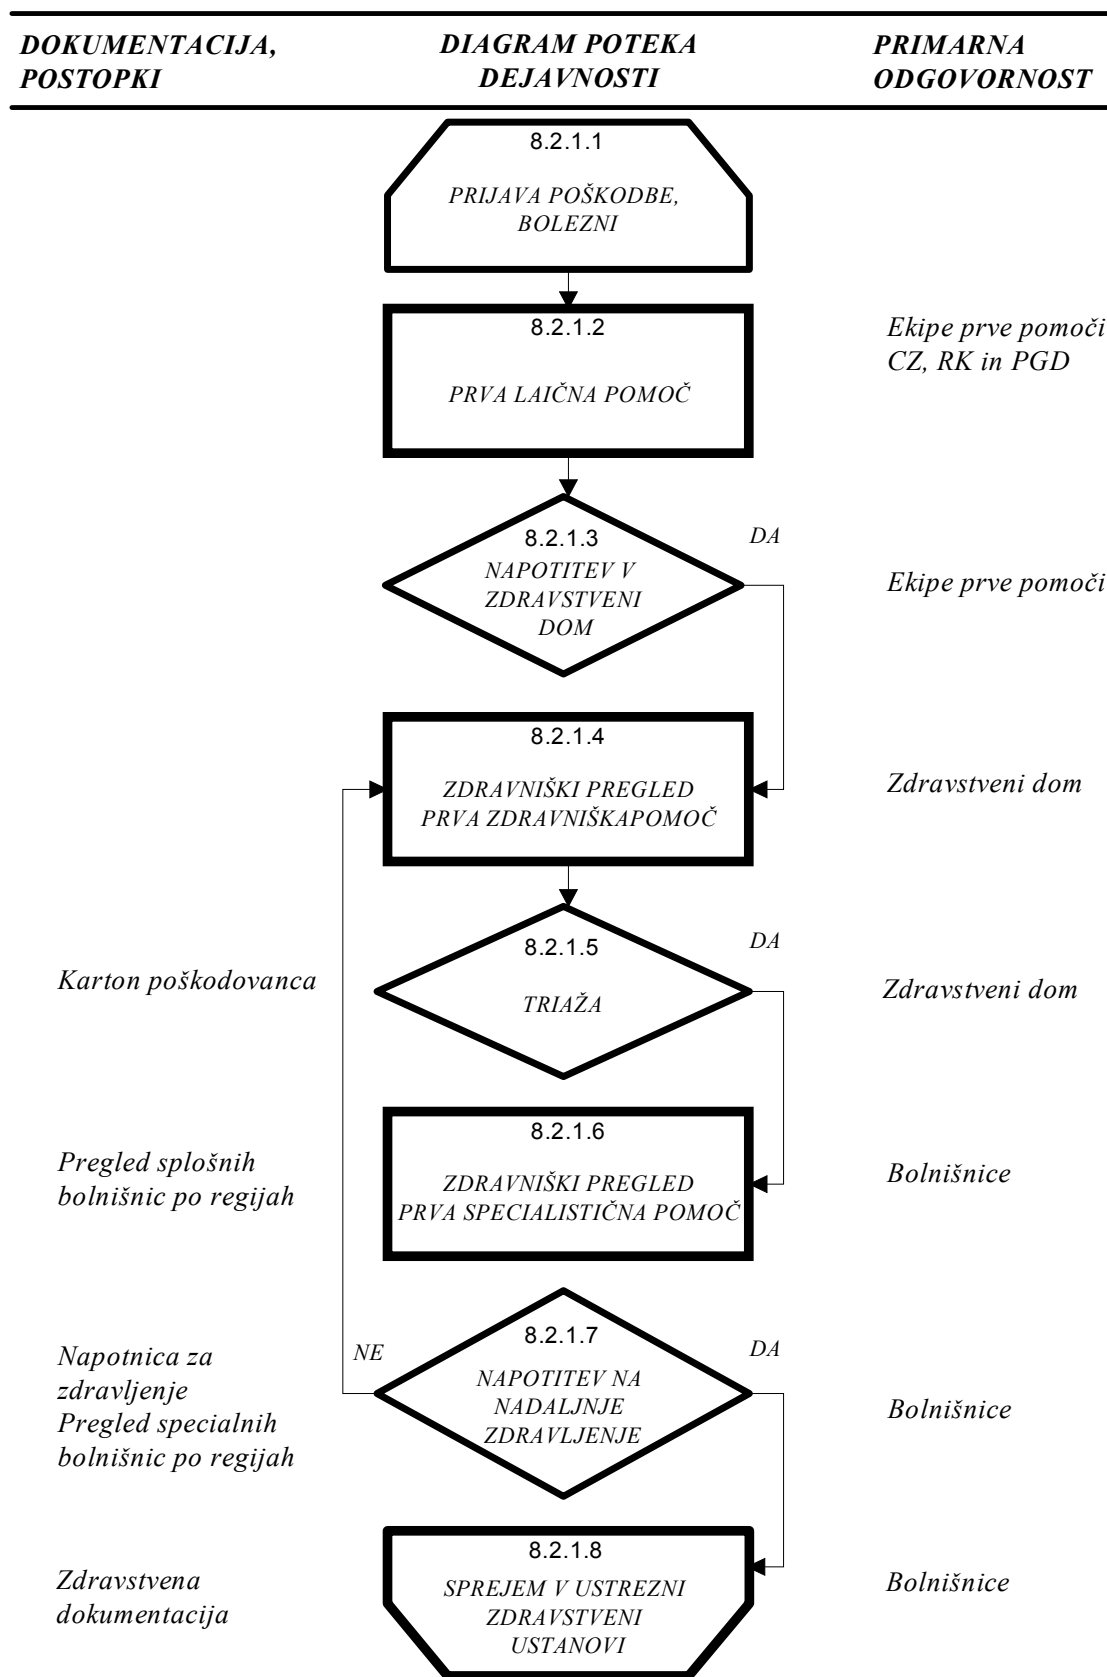 DOKUMENTACIJA,
POSTOPKI
DIAGRAM POTEKA
DEJAVNOSTI
PRIMARNA
ODGOVORNOST
8.2.1.1
PRIJAVA POŠKODBE,
BOLEZNI
8.2.1.2
PRVA LAIČNA POMOČ
Ekipe prve pomoči
CZ, RK in PGD
8.2.1.3
NAPOTITEV V
ZDRAVSTVENI
DOM
DA
Ekipe prve pomoči
8.2.1.4
ZDRAVNIŠKI PREGLED
PRVA ZDRAVNIŠKAPOMOČ
Zdravstveni dom
Karton poškodovanca
8.2.1.5
TRIAŽA
DA
Zdravstveni dom
Pregled splošnih
bolnišnic po regijah
8.2.1.6
ZDRAVNIŠKI PREGLED
PRVA SPECIALISTIČNA POMOČ
Bolnišnice
Napotnica za
zdravljenje
Pregled specialnih
bolnišnic po regijah
NE
8.2.1.7
NAPOTITEV NA
NADALJNJE
ZDRAVLJENJE
DA
Bolnišnice
Zdravstvena
dokumentacija
8.2.1.8
SPREJEM V USTREZNI
ZDRAVSTVENI
USTANOVI
Bolnišnice